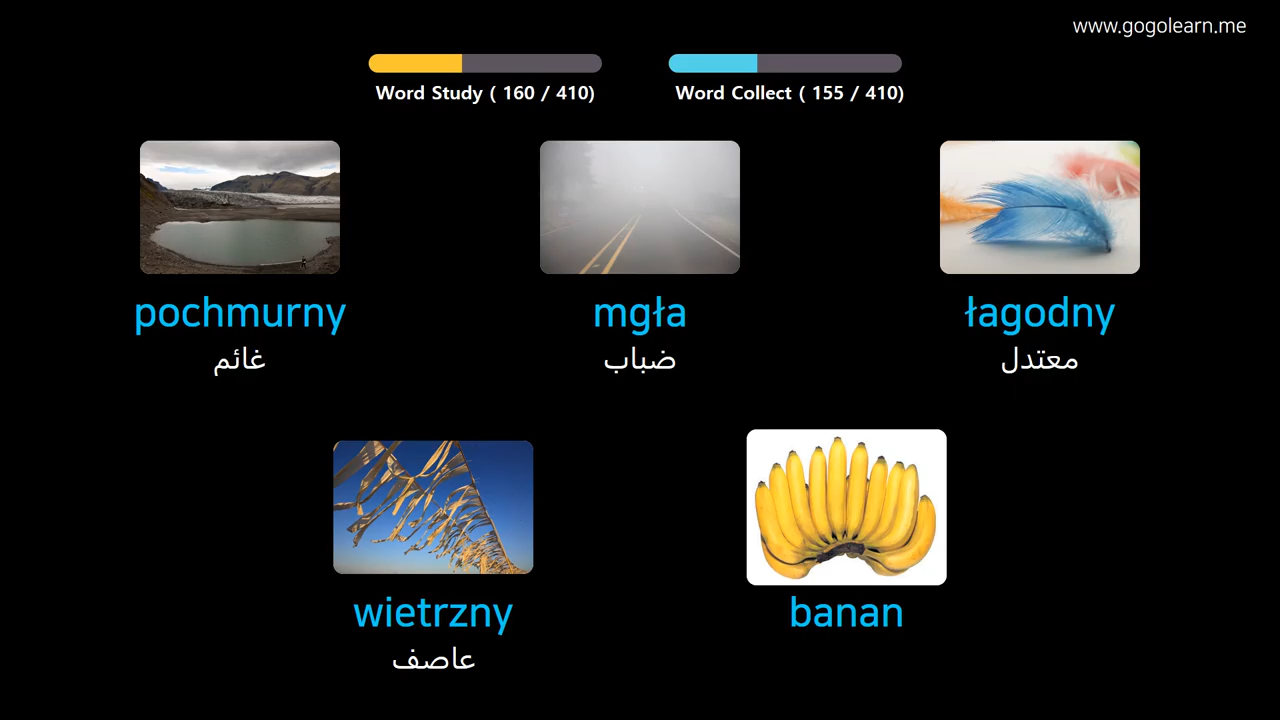 www.gogolearn.me
Word Study ( 160 / 410)
Word Collect ( 155 / 410)
pochmurny
غائم
mgła
ضباب
łagodny
معتدل
wietrzny
عاصف
banan